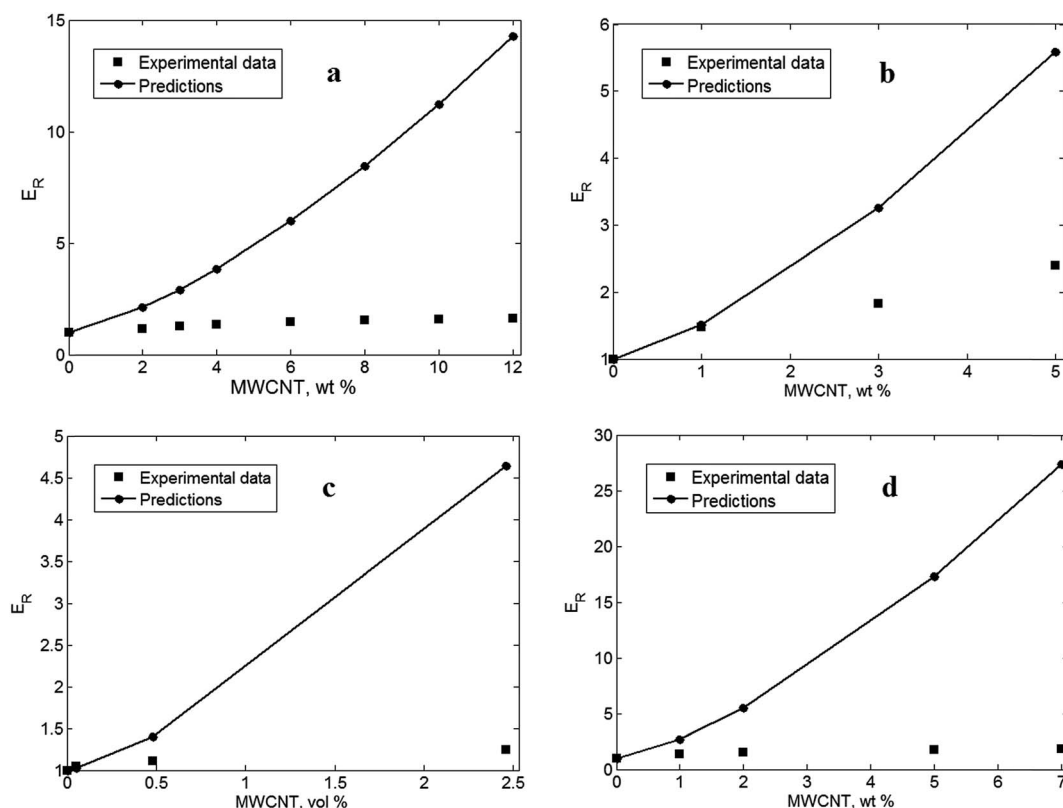 15
10
5
0
E_R
Experimental data
Predictions
a
0 2 4 6 8 10 12
MWCNT, wt %
6
5
4
3
2
1
E_R
Experimental data
Predictions
b
0 1 2 3 4 5
MWCNT, wt %
5
4.5
4
3.5
3
2.5
2
1.5
1
E_R
Experimental data
Predictions
c
0 0.5 1 1.5 2 2.5
MWCNT, vol %
30
25
20
15
10
5
0
E_R
Experimental data
Predictions
d
0 1 2 3 4 5 6 7
MWCNT, wt %